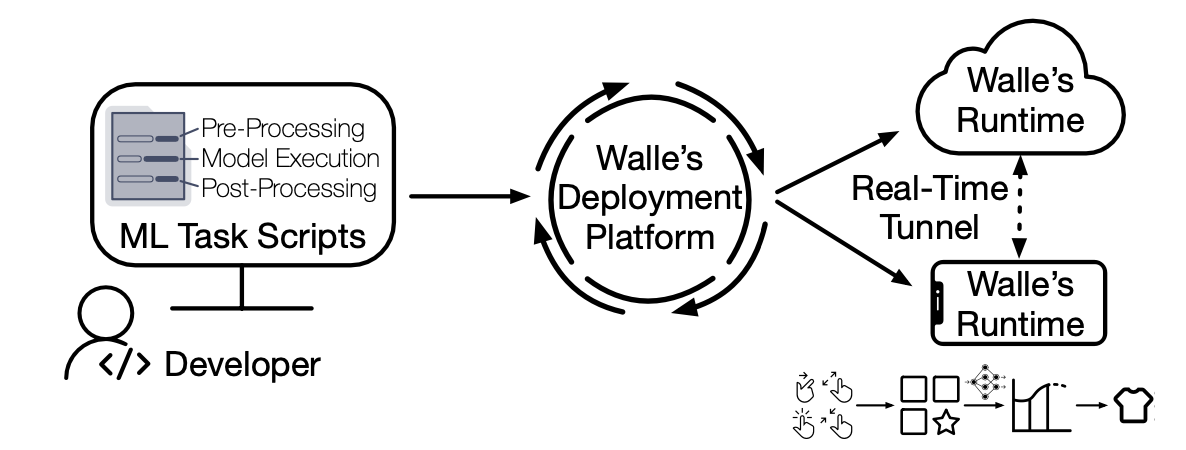 Pre-Processing
Model Execution
Post-Processing
ML Task Scripts
</> Developer
Walle's
Deployment
Platform
Walle's
Runtime
Real-Time
Tunnel
Walle's
Runtime